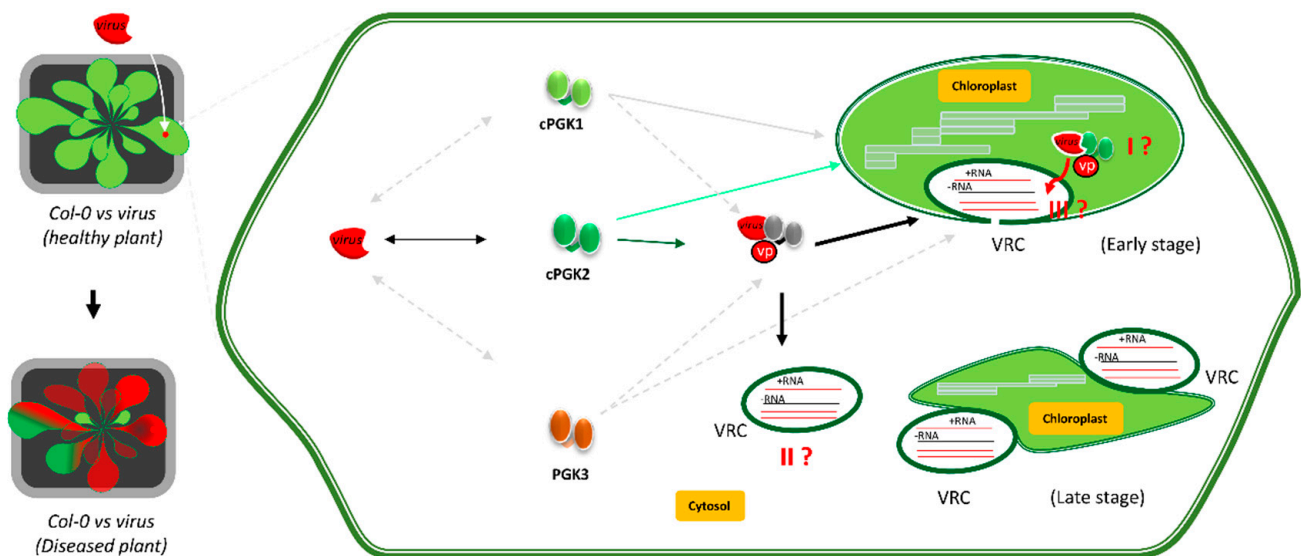 virus
Col-0 vs virus
(healthy plant)
Col-0 vs virus
(Diseased plant)
virus
cPGK1
cPGK2
PGK3
virus
vp
Chloroplast
virus
vp
I ?
+RNA
-RNA
III ?
VRC
(Early stage)
+RNA
-RNA
VRC
II ?
Cytosol
+RNA
-RNA
VRC
Chloroplast
+RNA
-RNA
VRC
(Late stage)